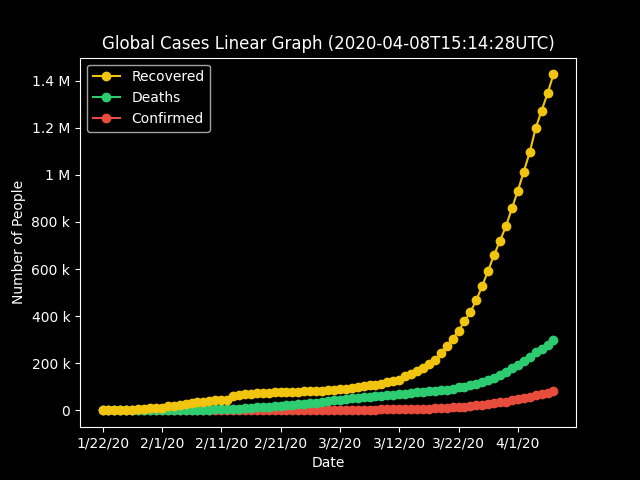 Global Cases Linear Graph (2020-04-08T15:14:28UTC)
Recovered
Deaths
Confirmed
1.4 M
1.2 M
1 M
800 k
600 k
400 k
200 k
0
Number of People
1/22/20 2/1/20 2/11/20 2/21/20 3/2/20 3/12/20 3/22/20 4/1/20
Date